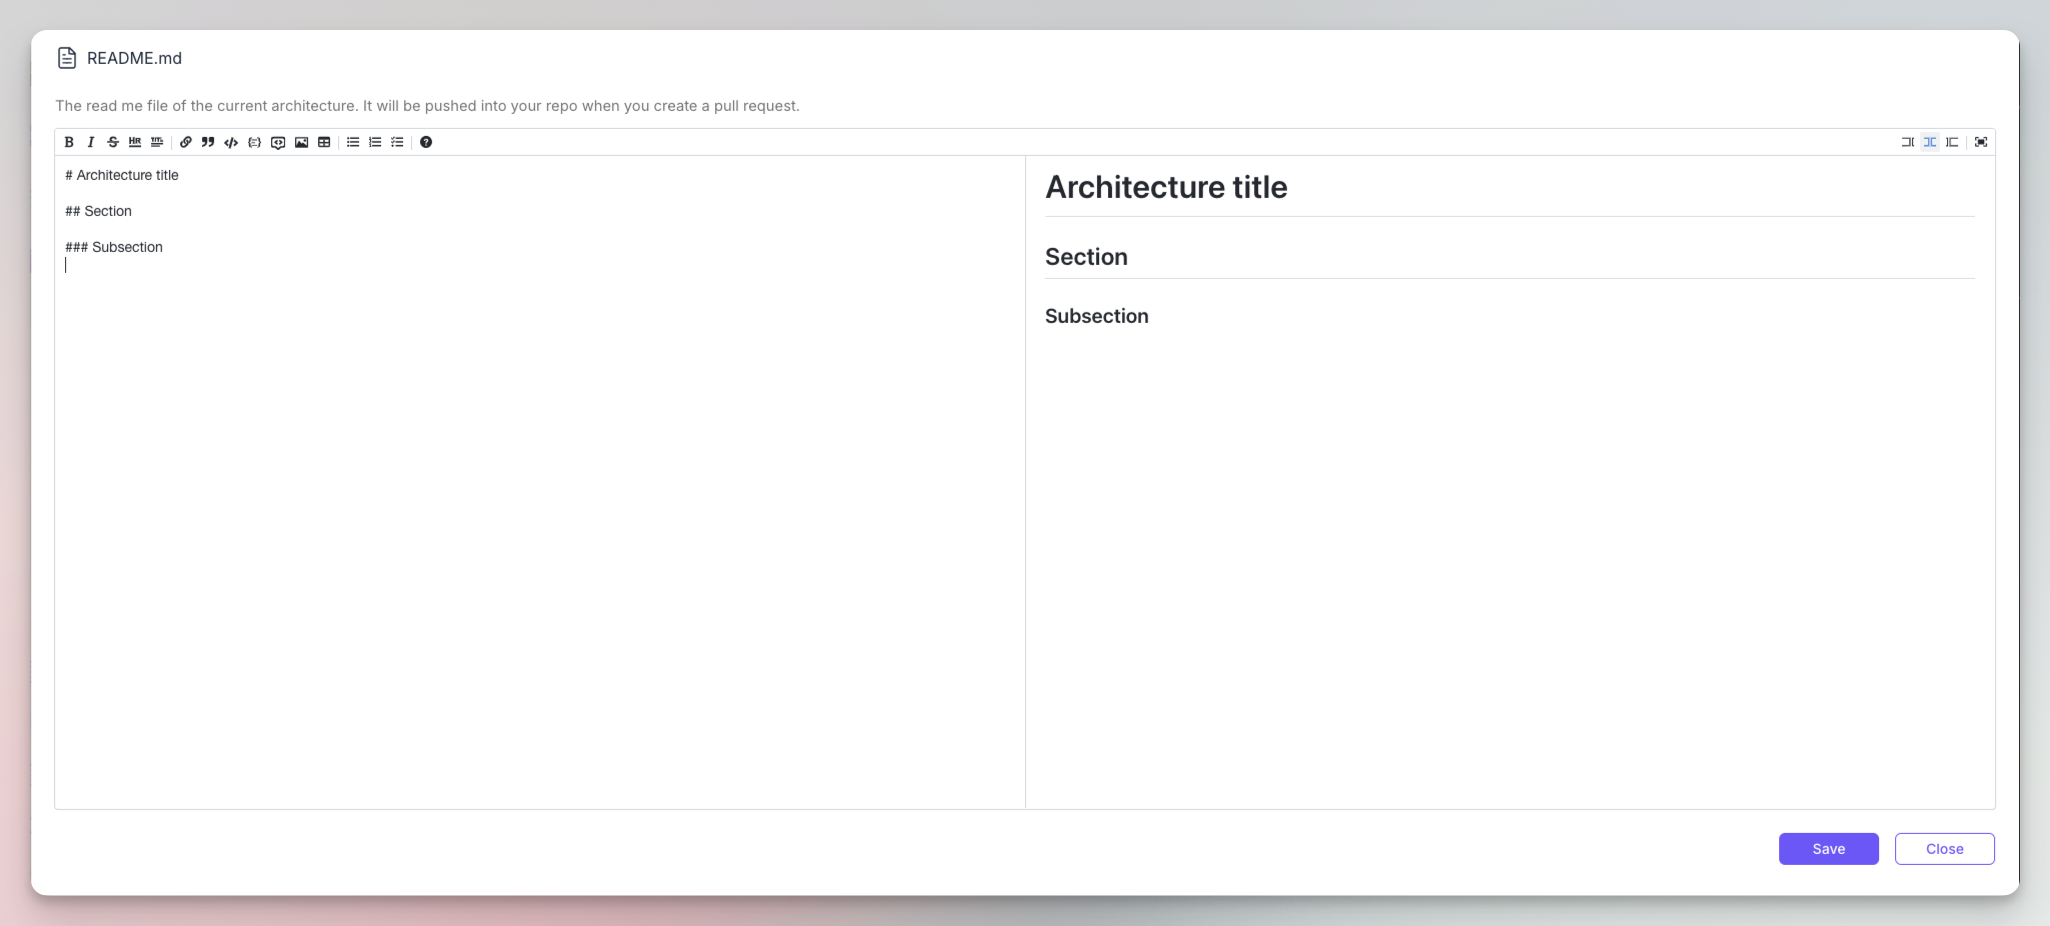 README.md
The read me file of the current architecture. It will be pushed into your repo when you create a pull request.
# Architecture title
## Section
### Subsection
Architecture title
Section
Subsection
Save
Close